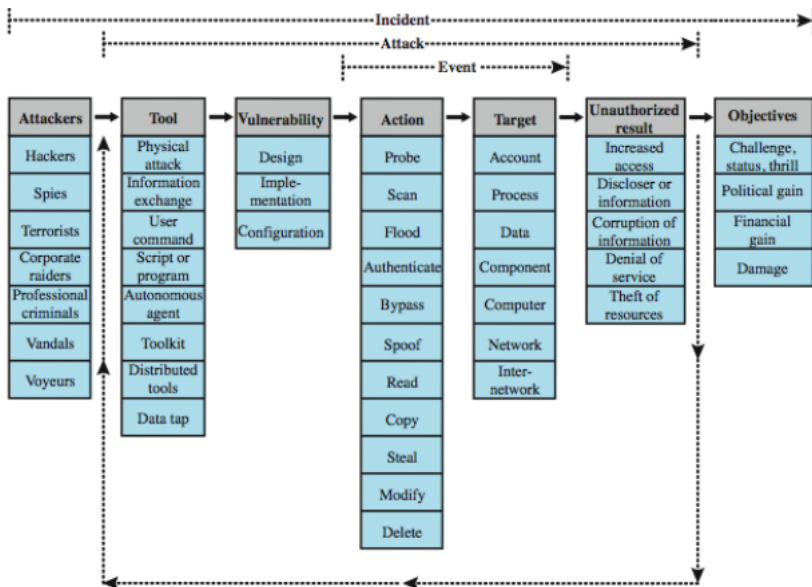 Incident
Attack
Event
Attackers
Hackers
Spies
Terrorists
Corporate
raiders
Professional
criminals
Vandals
Voyeurs
Tool
Physical
attack
Information
exchange
User
command
Script or
program
Autonomous
agent
Toolkit
Distributed
tools
Data tap
Vulnerability
Design
Imple-
mentation
Configuration
Action
Probe
Scan
Flood
Authenticate
Bypass
Spoof
Read
Copy
Steal
Modify
Delete
Target
Account
Process
Data
Component
Computer
Network
Inter-
network
Unauthorized
result
Increased
access
Discloser or
information
Corruption of
information
Denial of
service
Theft of
resources
Objectives
Challenge,
status, thrill
Political gain
Financial
gain
Damage